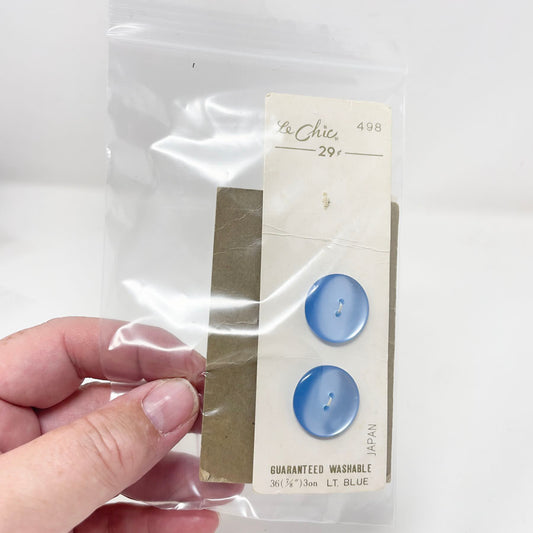 Le Chic. 498
29¢
JAPAN
GUARANTEED WASHABLE
36(7/8")3on LT. BLUE